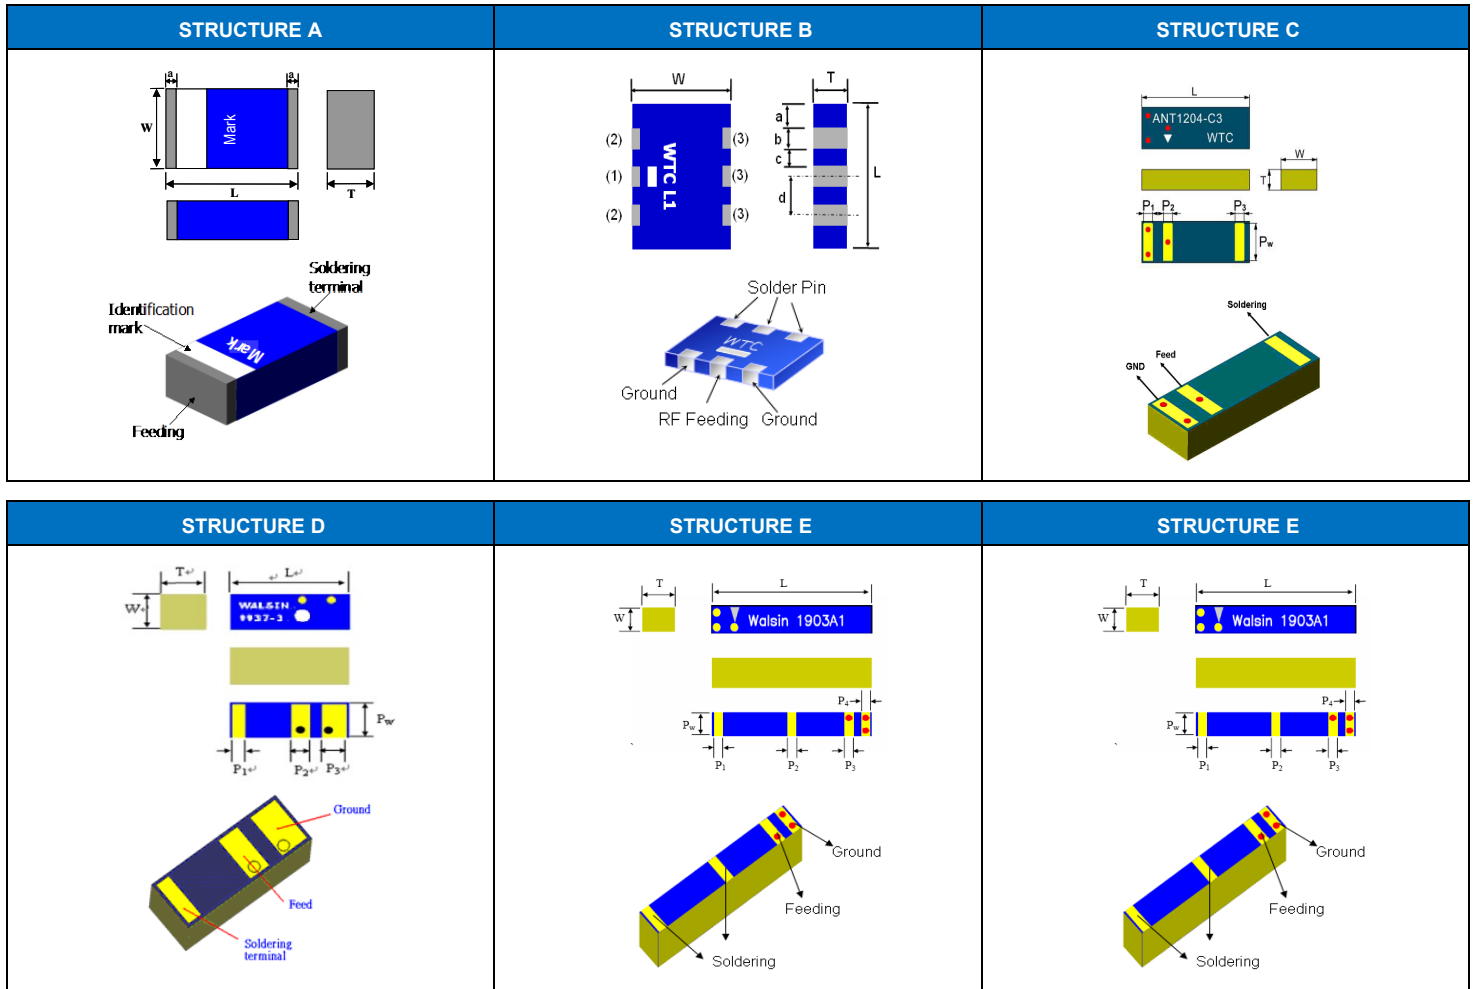 STRUCTURE A
STRUCTURE B
STRUCTURE C
a
a
W
Mark
L
T
Soldering
terminal
Identification
mark
Mark
Feeding
W
T
(2)
(3)
(1)
(3)
(2)
(3)
WTC L1
a
b
c
d
L
Solder Pin
WTC
Ground
RF Feeding
Ground
L
ANT1204-C3
WTC
W
T
P1
P2
P3
Pw
Soldering
Feed
GND
STRUCTURE D
STRUCTURE E
STRUCTURE E
T↵
↵ L↵
W↵
WALSIN
9937-3
Pw
P1↵
P2↵
P3↵
Ground
Feed
Soldering
terminal
T
L
W
Walsin 1903A1
P4
Pw
P1
P2
P3
Ground
Feeding
Soldering
T
L
W
Walsin 1903A1
P4
Pw
P1
P2
P3
Ground
Feeding
Soldering